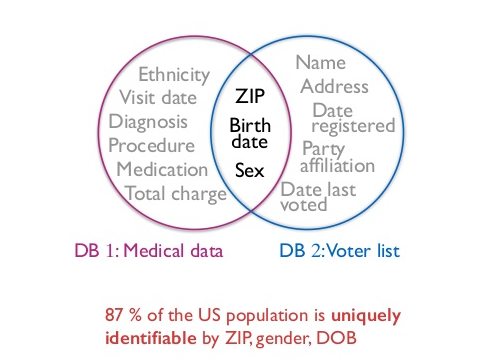 Ethnicity
Visit date
Diagnosis
Procedure
Medication
Total charge
ZIP
Birth
date
Sex
Name
Address
Date
registered
Party
affiliation
Date last
voted
DB 1: Medical data
DB 2: Voter list
87 % of the US population is uniquely
identifiable by ZIP, gender, DOB